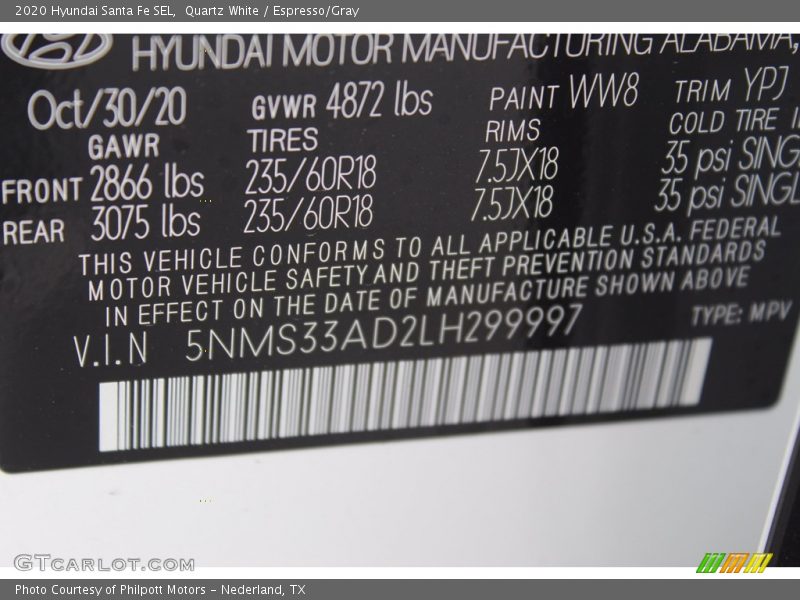 2020 Hyundai Santa Fe SEL,  Quartz White / Espresso/Gray
HYUNDAI MOTOR MANUFACTURING ALABAMA,
Oct/30/20 GVWR 4872 lbs PAINT WW8 TRIM YPJ
GAWR TIRES RIMS COLD TIRE
FRONT 2866 lbs 235/60R18 7.5JX18 35 psi
REAR 3075 lbs 235/60R18 7.5JX18 35 psi
THIS VEHICLE CONFORMS TO ALL APPLICABLE U.S.A. FEDERAL
MOTOR VEHICLE SAFETY AND THEFT PREVENTION STANDARDS
IN EFFECT ON THE DATE OF MANUFACTURE SHOWN ABOVE
V.I.N 5NMS33AD2LH299997 TYPE: MPV
GTCARLOT.COM
Photo Courtesy of Philpott Motors - Nederland, TX